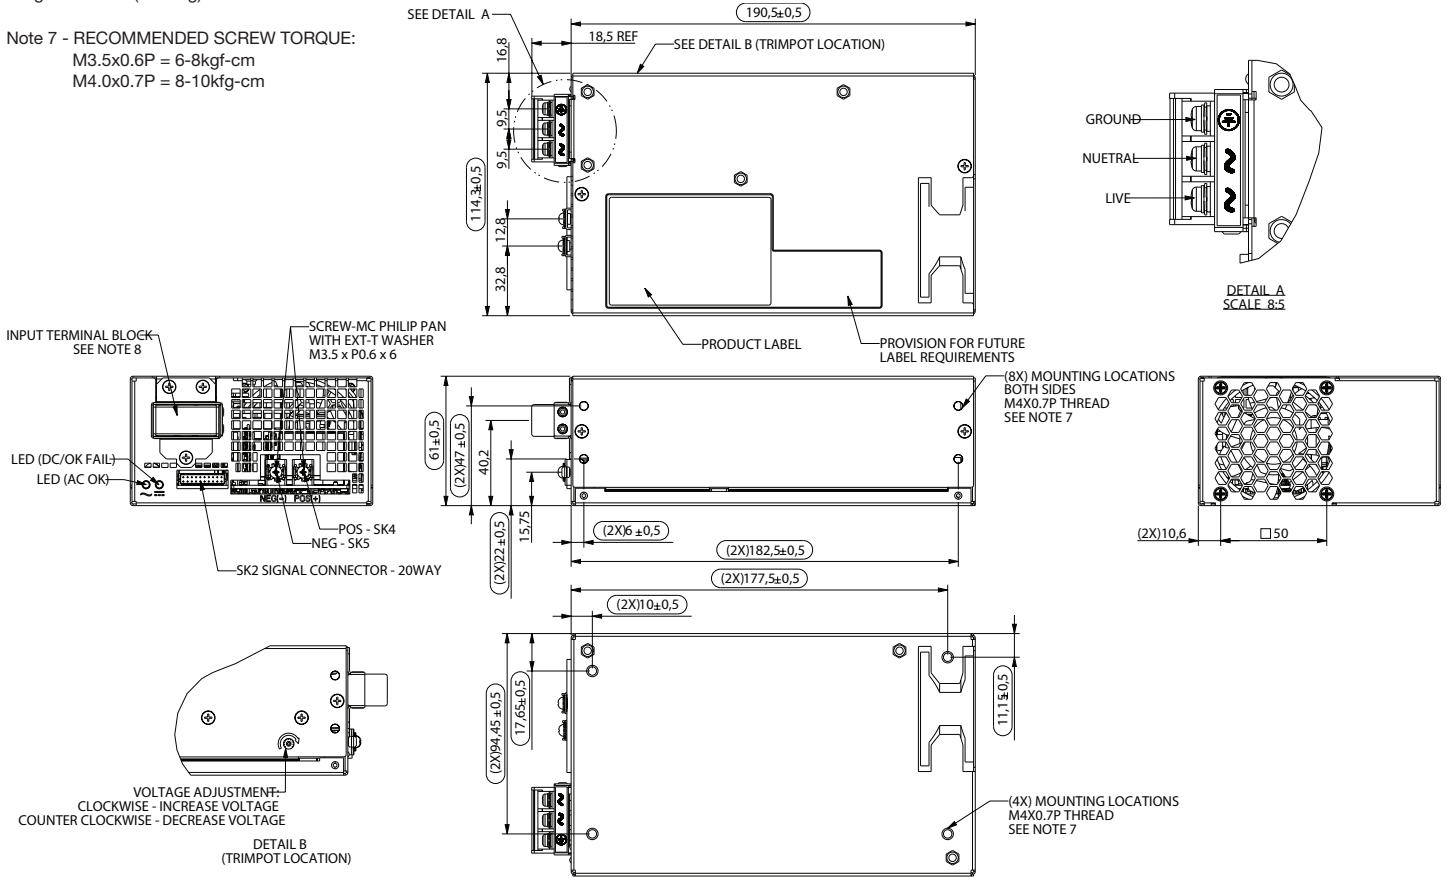 Note 7 - RECOMMENDED SCREW TORQUE:
M3.5x0.6P = 6-8kgf-cm
M4.0x0.7P = 8-10kfg-cm
SEE DETAIL A
190,5±0,5
18,5 REF
SEE DETAIL B (TRIMPOT LOCATION)
16,8
9,5
9,5
114,3±0,5
12,8
32,8
PRODUCT LABEL
PROVISION FOR FUTURE
LABEL REQUIREMENTS
GROUND
NUETRAL
LIVE
DETAIL A
SCALE 8:5
INPUT TERMINAL BLOCK
SEE NOTE 8
SCREW-MC PHILIP PAN
WITH EXT-T WASHER
M3.5 x P0.6 x 6
LED (DC/OK FAIL)
LED (AC OK)
NEG(-) POS(+)
POS - SK4
NEG - SK5
SK2 SIGNAL CONNECTOR - 20WAY
61±0,5
(2X)47 ±0,5
40,2
(2X)22 ±0,5
15,75
(8X) MOUNTING LOCATIONS
BOTH SIDES
M4X0.7P THREAD
SEE NOTE 7
(2X)6 ±0,5
(2X)182,5±0,5
(2X)10,6
□50
(2X)177,5±0,5
(2X)10±0,5
(2X)94,45 ±0,5
17,65±0,5
11,15±0,5
(4X) MOUNTING LOCATIONS
M4X0.7P THREAD
SEE NOTE 7
VOLTAGE ADJUSTMENT:
CLOCKWISE - INCREASE VOLTAGE
COUNTER CLOCKWISE - DECREASE VOLTAGE
DETAIL B
(TRIMPOT LOCATION)